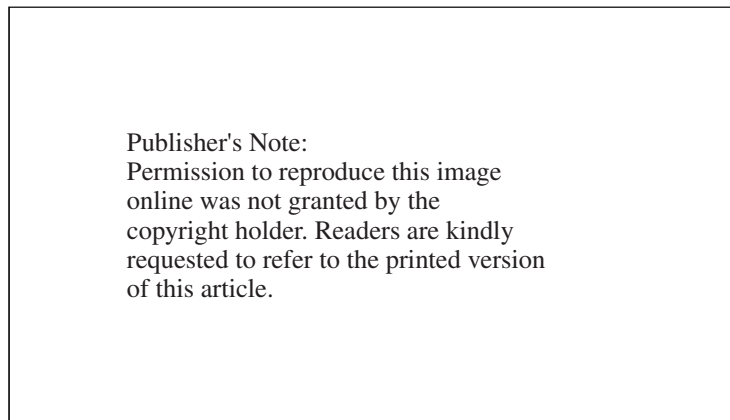 Publisher's Note:
Permission to reproduce this image
online was not granted by the
copyright holder. Readers are kindly
requested to refer to the printed version
of this article.